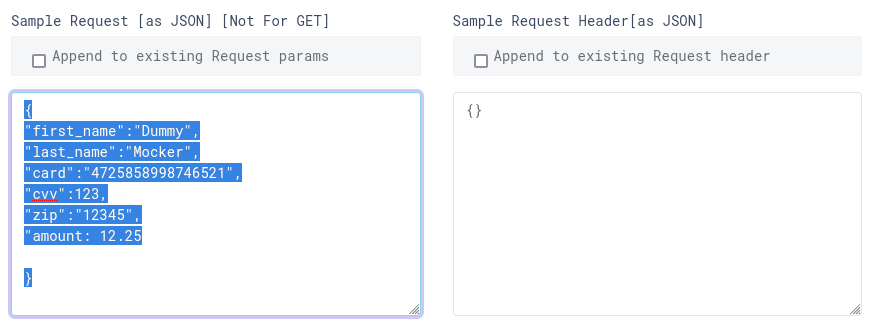 Sample Request [as JSON] [Not For GET]
Append to existing Request params
{
"first_name":"Dummy",
"last_name":"Mocker",
"card":"4725858998746521",
"cvv":123,
"zip":"12345",
"amount: 12.25
}
Sample Request Header[as JSON]
Append to existing Request header
{}